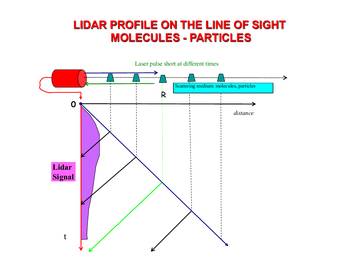 LIDAR PROFILE ON THE LINE OF SIGHT
MOLECULES - PARTICLES
Laser pulse short at different times
Scattering medium: molecules, particles
R
0
distance
Lidar
Signal
t